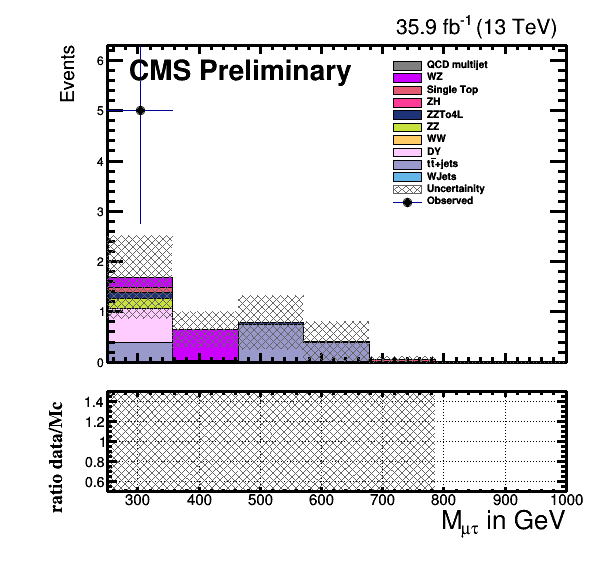 35.9 fb⁻¹ (13 TeV)
Events
CMS Preliminary
6
5
4
3
2
1
0
QCD multijet
WZ
Single Top
ZH
ZZTo4L
ZZ
WW
DY
tt̄+jets
WJets
Uncertainity
Observed
ratio data/Mc
1.4
1.2
1
0.8
0.6
300 400 500 600 700 800 900 1000
M_μτ in GeV